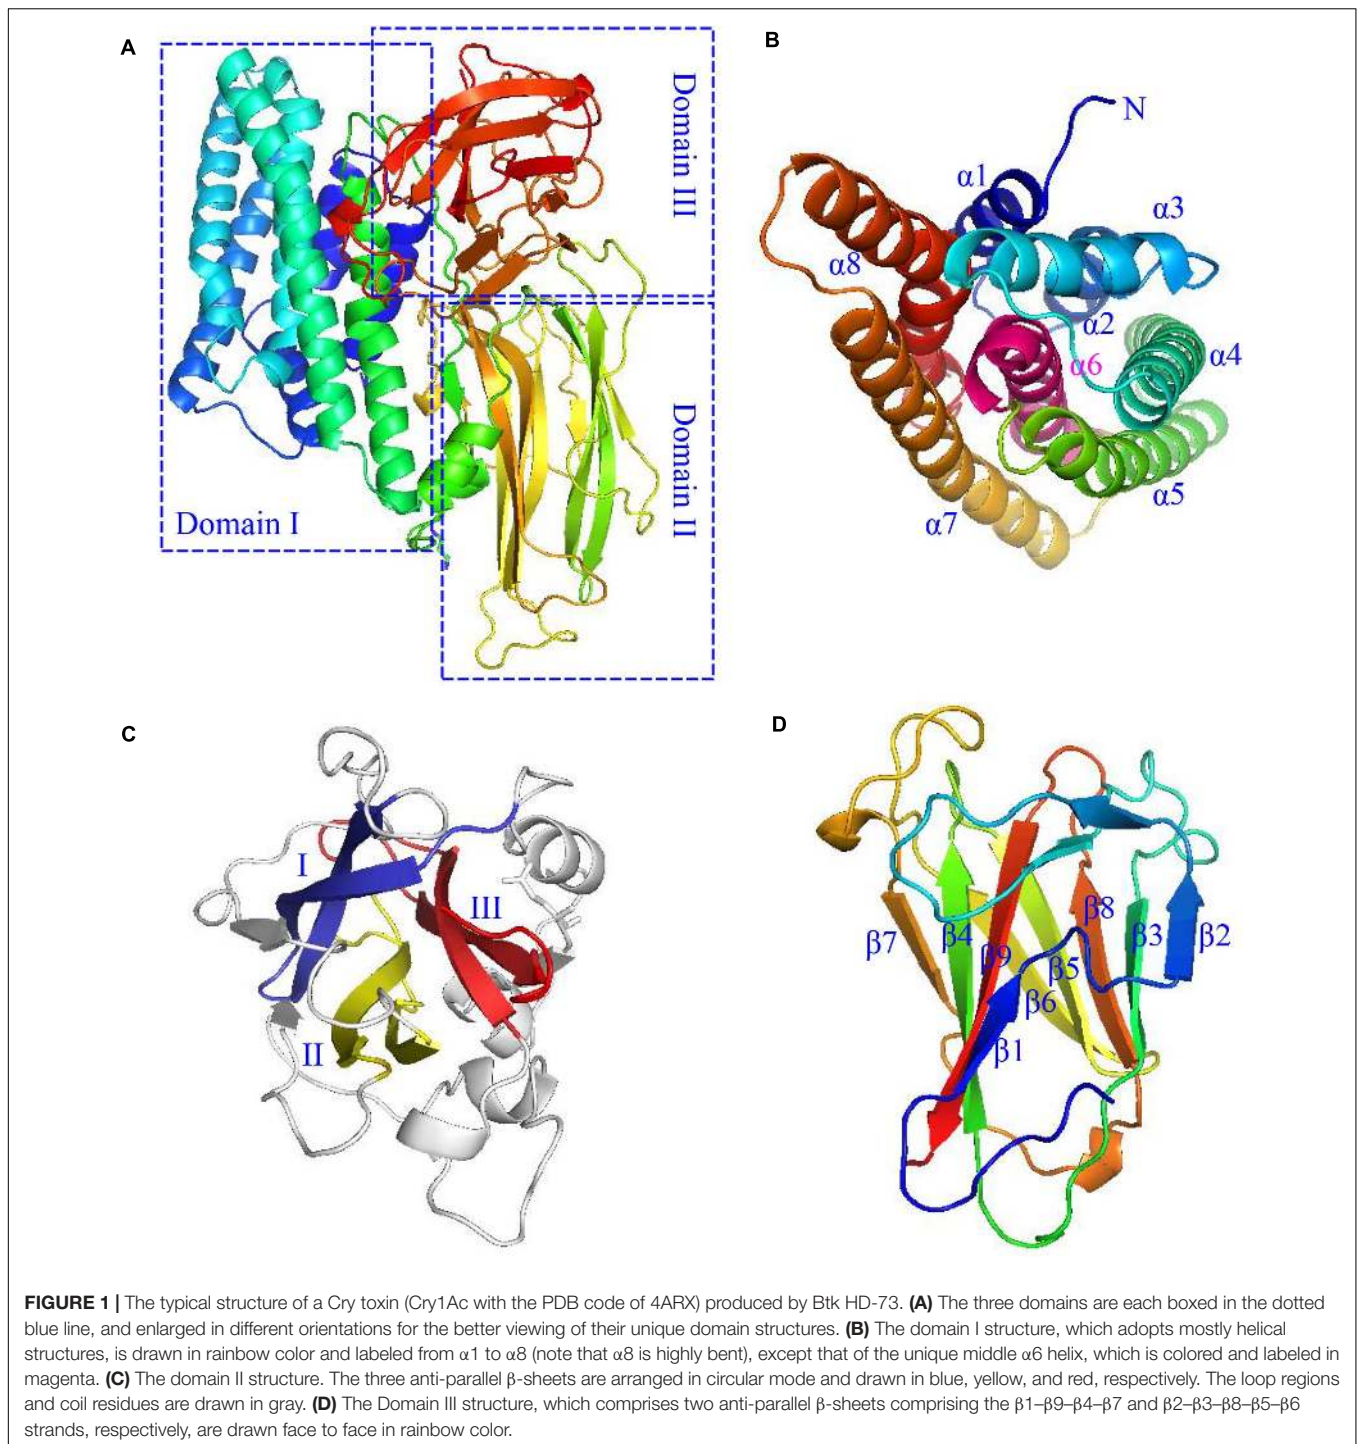 A
Domain III
Domain I
Domain II
B
N
α1
α3
α8
α2
α6
α4
α7
α5
C
I
III
II
D
β7
β4
β9
β8
β5
β6
β3
β2
β1
FIGURE 1 | The typical structure of a Cry toxin (Cry1Ac with the PDB code of 4ARX) produced by Btk HD-73. (A) The three domains are each boxed in the dotted
blue line, and enlarged in different orientations for the better viewing of their unique domain structures. (B) The domain I structure, which adopts mostly helical
structures, is drawn in rainbow color and labeled from α1 to α8 (note that α8 is highly bent), except that of the unique middle α6 helix, which is colored and labeled in
magenta. (C) The domain II structure. The three anti-parallel β-sheets are arranged in circular mode and drawn in blue, yellow, and red, respectively. The loop regions
and coil residues are drawn in gray. (D) The Domain III structure, which comprises two anti-parallel β-sheets comprising the β1–β9–β4–β7 and β2–β3–β8–β5–β6
strands, respectively, are drawn face to face in rainbow color.